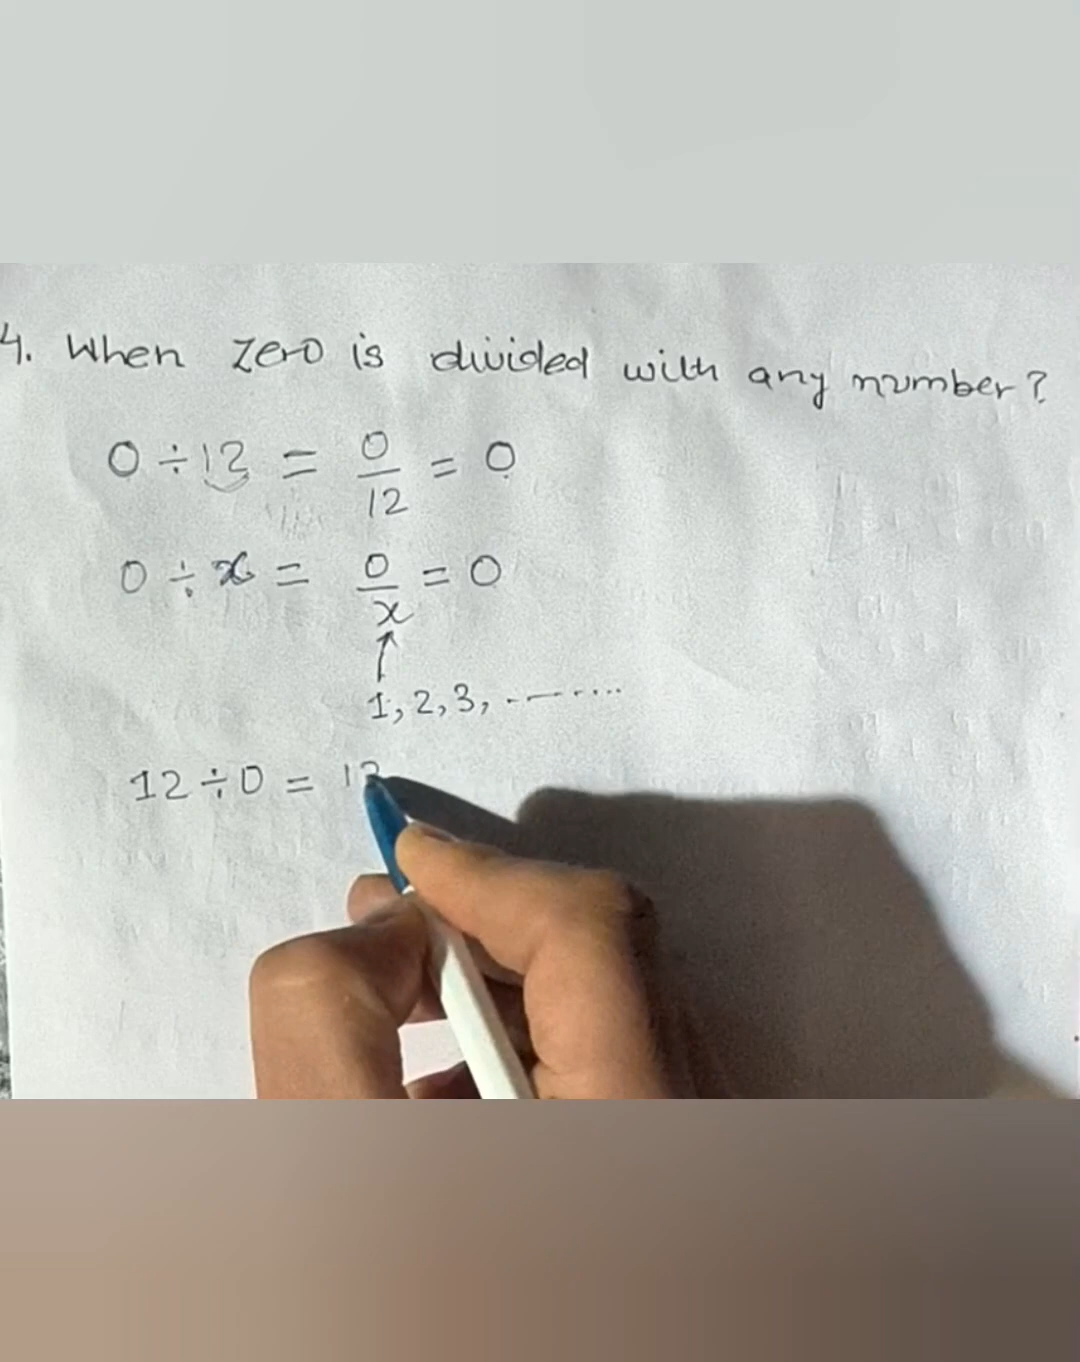 4. When zero is divided with any number?
0 ÷ 12 = 0/12 = 0
0 ÷ x = 0/x = 0
↑
1, 2, 3, --------
12 ÷ 0 = 12